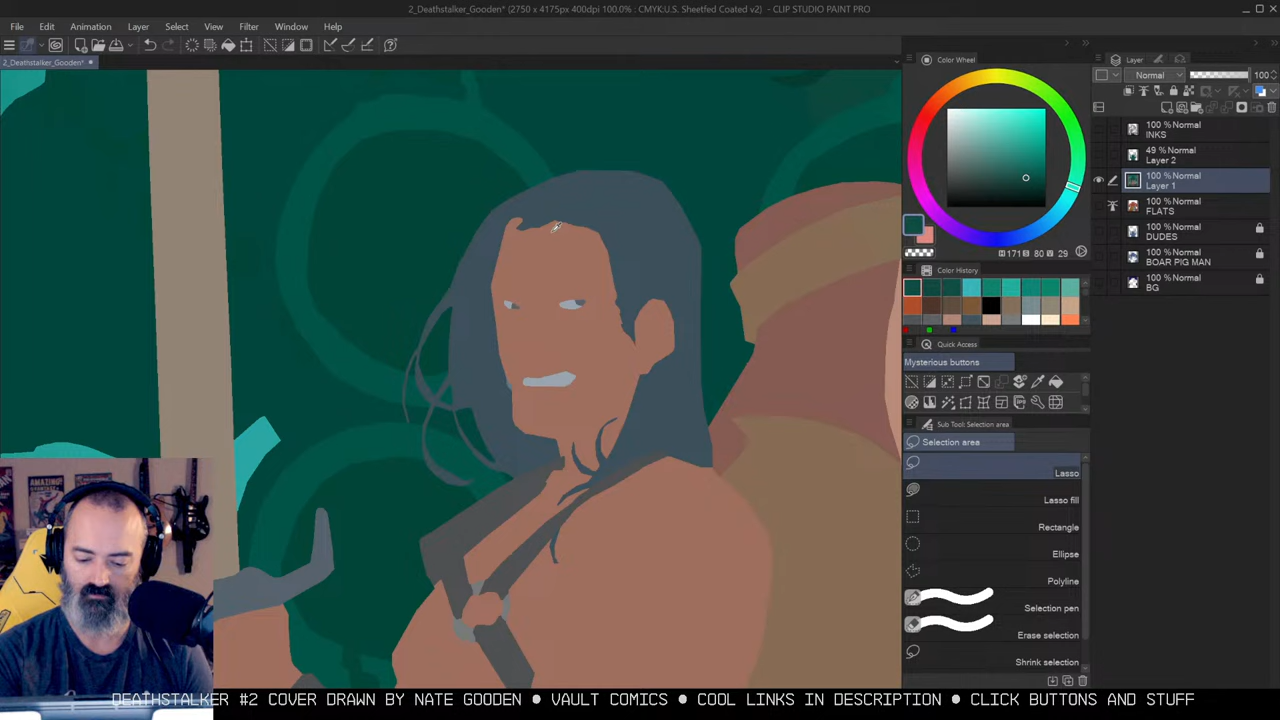 2_Deathstalker_Gooden* (2750 x 4175px 400dpi 100.0% : CMYK:U.S. Sheetfed Coated v2) - CLIP STUDIO PAINT PRO
File Edit Animation Layer Select View Filter Window Help
2_Deathstalker_Gooden*
Color Wheel
H 171 S 80 V 29
Color History
Quick Access
Mysterious buttons
Sub Tool: Selection area
Selection area
Lasso
Lasso fill
Rectangle
Ellipse
Polyline
Selection pen
Erase selection
Shrink selection
Layer
Normal 100
100 % Normal
INKS
49 % Normal
Layer 2
100 % Normal
Layer 1
100 % Normal
FLATS
100 % Normal
DUDES
100 % Normal
BOAR PIG MAN
100 % Normal
BG
AMAZING
DEATHSTALKER #2 COVER DRAWN BY NATE GOODEN ● VAULT COMICS ● COOL LINKS IN DESCRIPTION ● CLICK BUTTONS AND STUFF